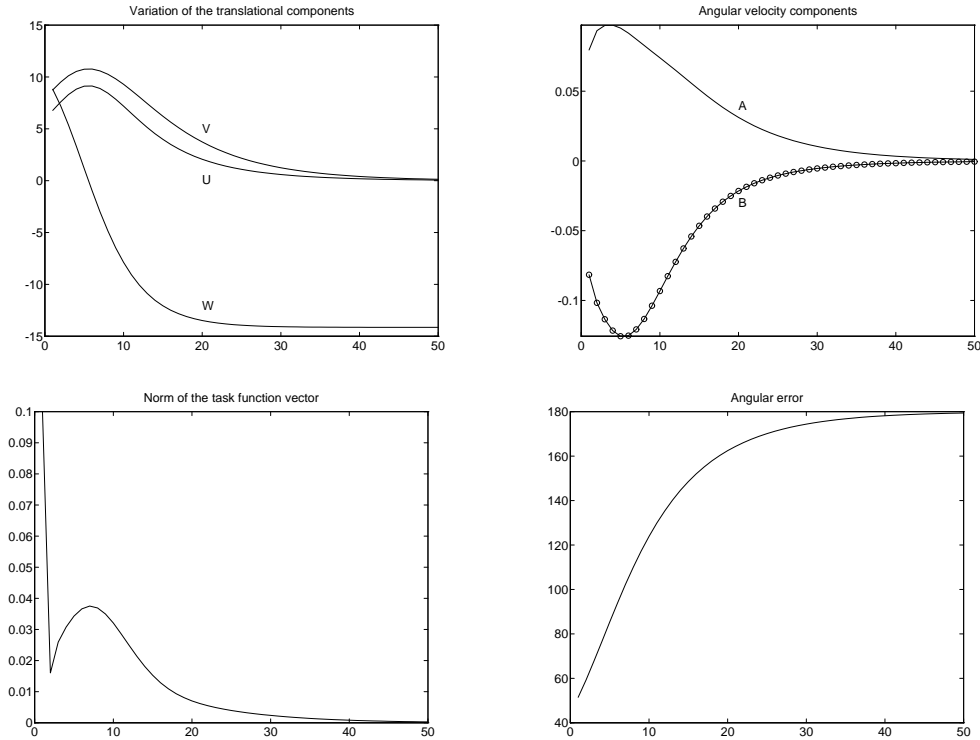 Variation of the translational components
15
10
5
0
-5
-10
-15
0 10 20 30 40 50
V
U
W
Angular velocity components
0.05
0
-0.05
-0.1
0 10 20 30 40 50
A
B
Norm of the task function vector
0.1
0.09
0.08
0.07
0.06
0.05
0.04
0.03
0.02
0.01
0
0 10 20 30 40 50
Angular error
180
160
140
120
100
80
60
40
0 10 20 30 40 50